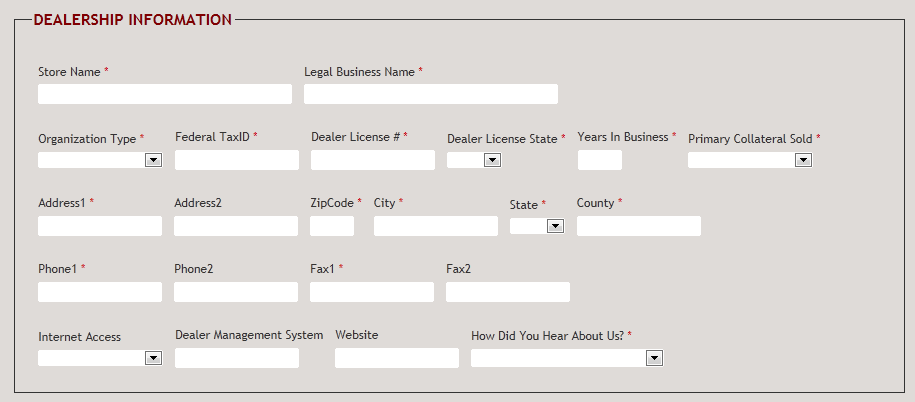 DEALERSHIP INFORMATION
Store Name * Legal Business Name *
Organization Type * Federal TaxID * Dealer License # * Dealer License State * Years In Business * Primary Collateral Sold *
Address1 * Address2 ZipCode * City * State * County *
Phone1 * Phone2 Fax1 * Fax2
Internet Access Dealer Management System Website How Did You Hear About Us? *